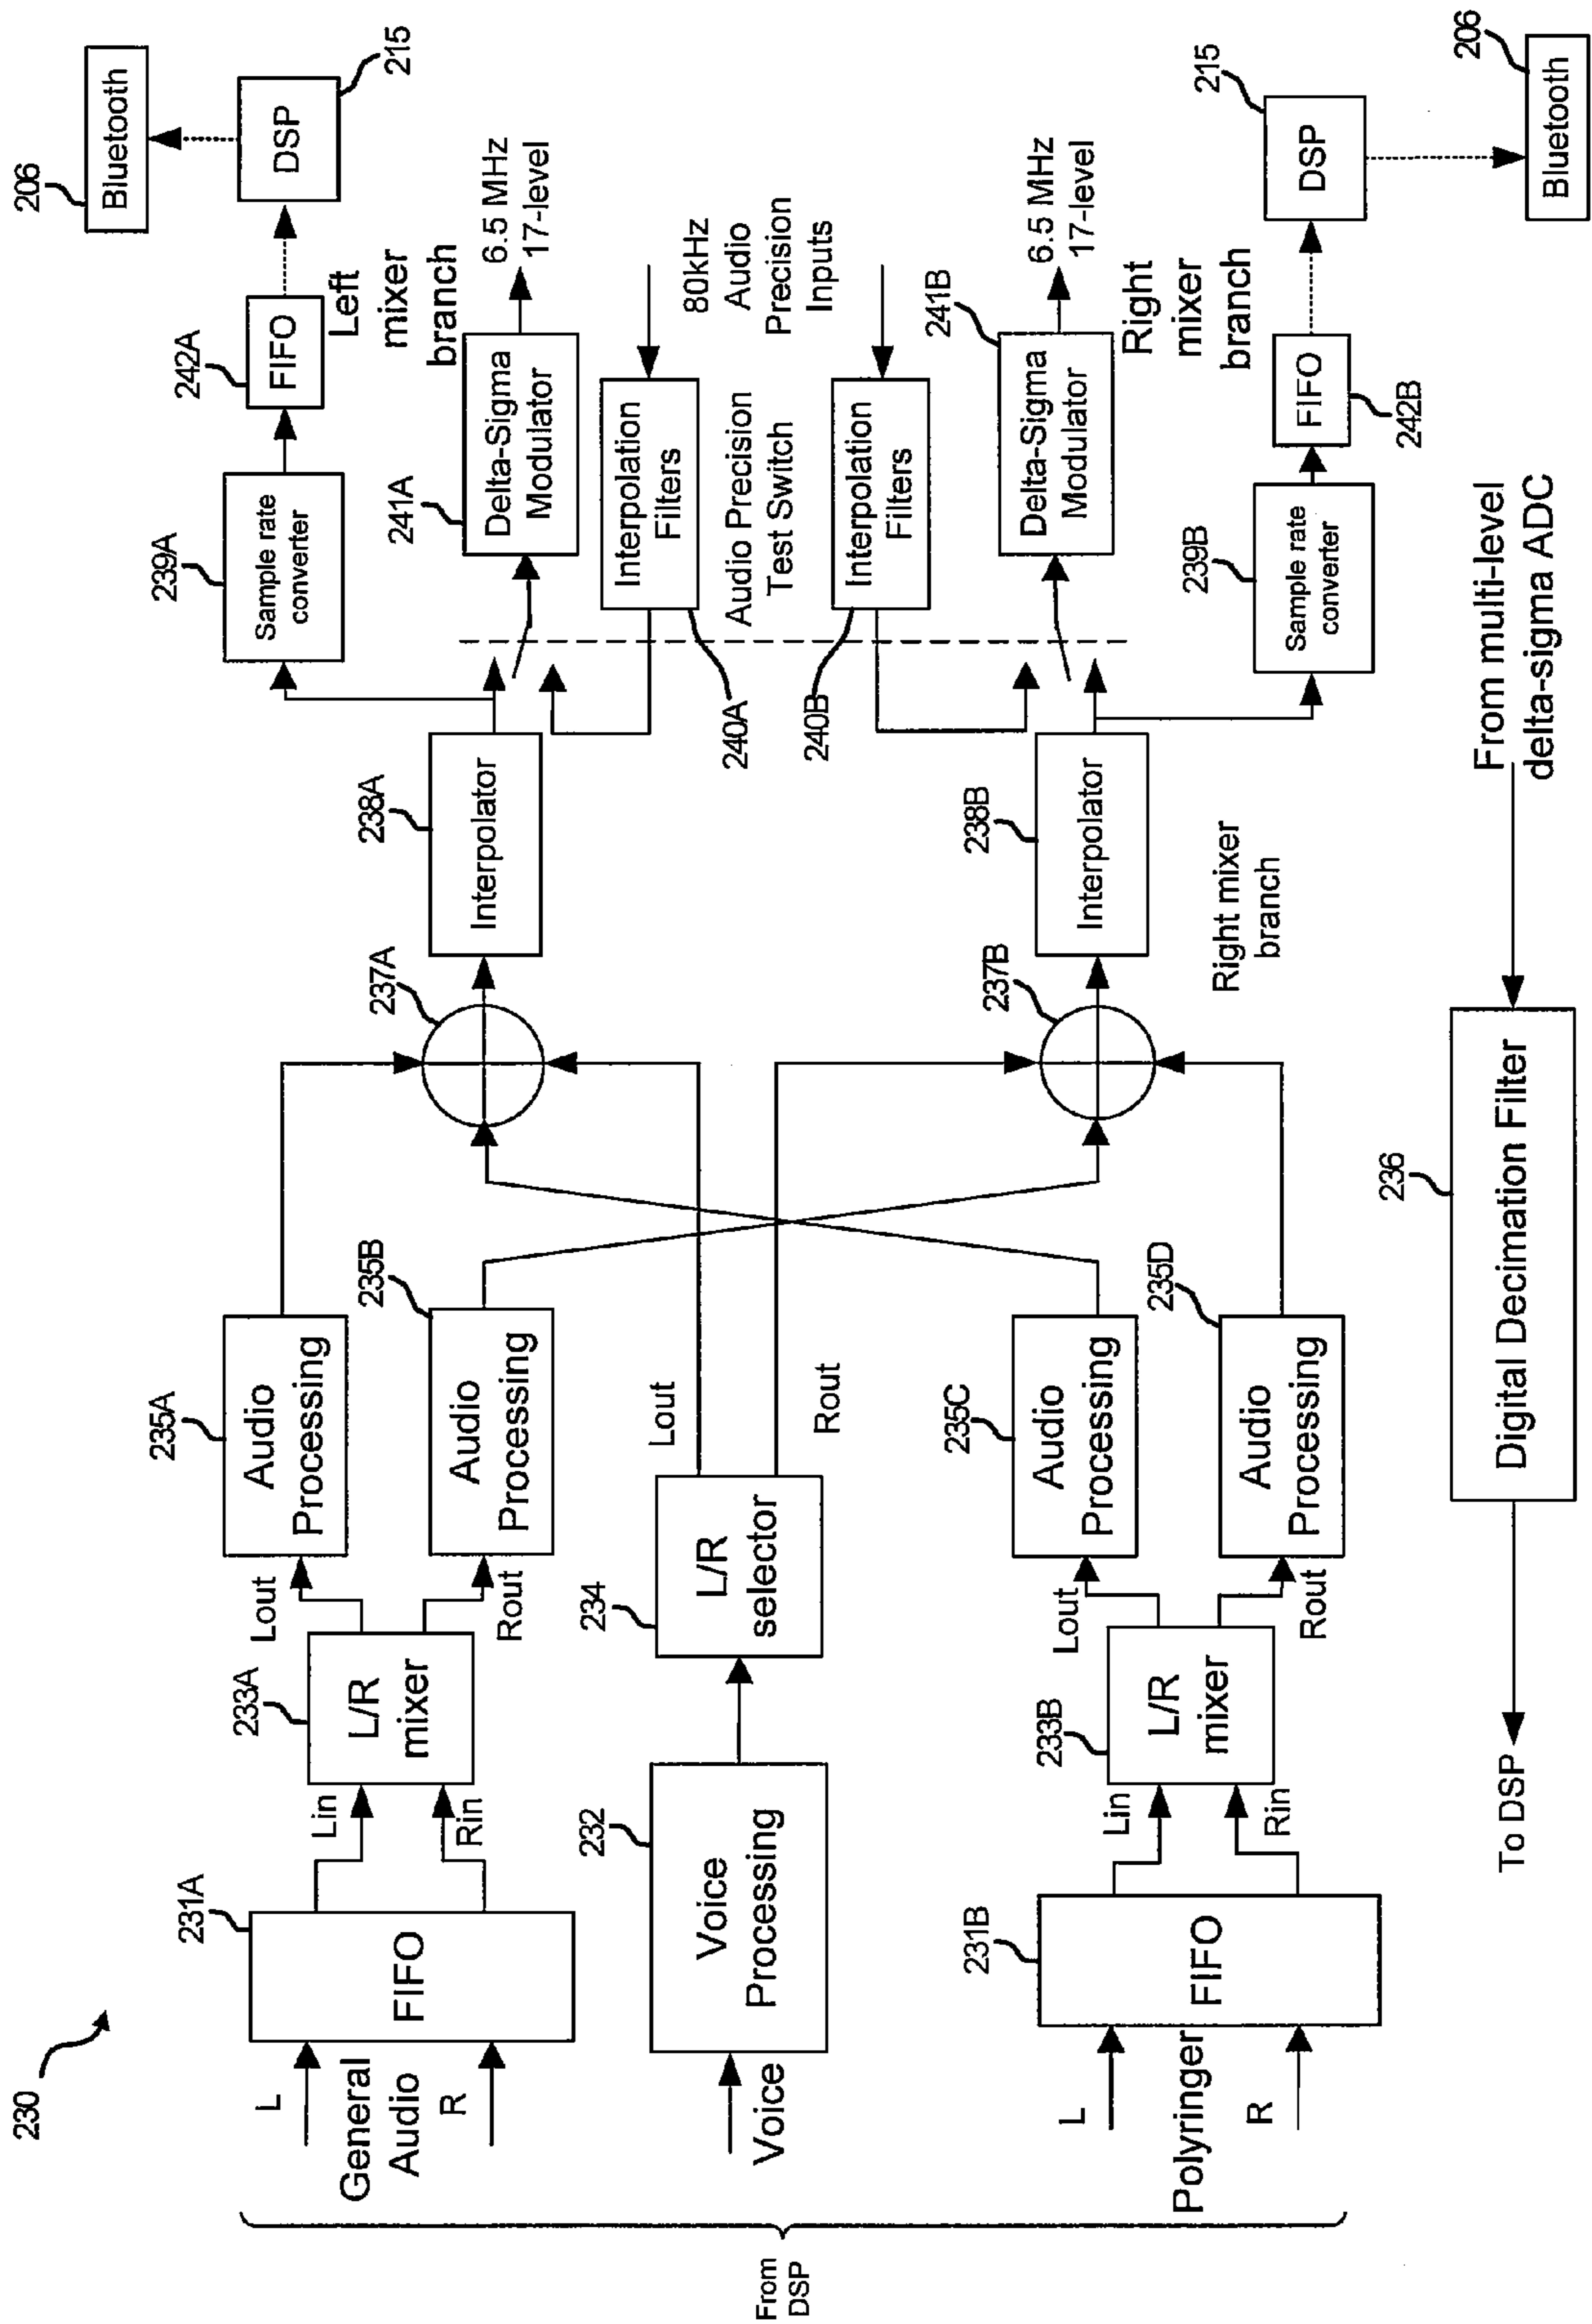 230
From
DSP
L
General
Audio
R
231A
FIFO
Lin
Rin
233A
L/R
mixer
Lout
Rout
235A
Audio
Processing
235B
Audio
Processing
Voice
232
Voice
Processing
234
L/R
selector
Lout
Rout
L
Polyringer
R
231B
FIFO
Lin
Rin
233B
L/R
mixer
Lout
Rout
235C
Audio
Processing
235D
Audio
Processing
237A
237B
238A
Interpolator
238B
Interpolator
Right mixer
branch
239A
Sample rate
converter
242A
FIFO
215
DSP
206
Bluetooth
Left
mixer
branch
241A
Delta-Sigma
Modulator
6.5 MHz
17-level
240A
Interpolation
Filters
80kHz
Audio
Precision
Inputs
Audio Precision
Test Switch
240B
Interpolation
Filters
241B
Delta-Sigma
Modulator
6.5 MHz
17-level
Right
mixer
branch
239B
Sample rate
converter
242B
FIFO
215
DSP
206
Bluetooth
To DSP
236
Digital Decimation Filter
From multi-level
delta-sigma ADC